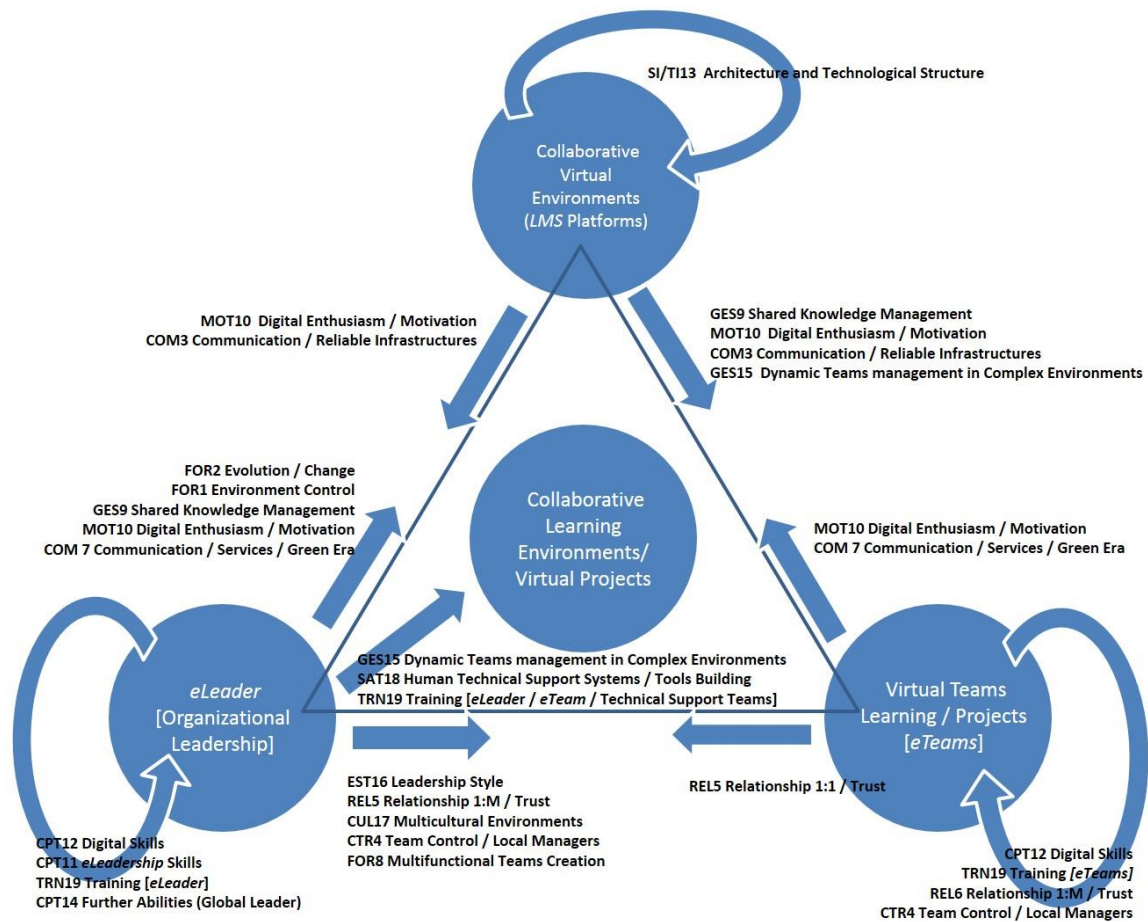 SI/TI13  Architecture and Technological Structure
Collaborative
Virtual
Environments
(LMS Platforms)
MOT10  Digital Enthusiasm / Motivation
COM3 Communication / Reliable Infrastructures
GES9 Shared Knowledge Management
MOT10  Digital Enthusiasm / Motivation
COM3 Communication / Reliable Infrastructures
GES15  Dynamic Teams management in Complex Environments
FOR2 Evolution / Change
FOR1 Environment Control
GES9 Shared Knowledge Management
MOT10 Digital Enthusiasm / Motivation
COM 7 Communication / Services / Green Era
Collaborative
Learning
Environments/
Virtual Projects
MOT10 Digital Enthusiasm / Motivation
COM 7 Communication / Services / Green Era
GES15 Dynamic Teams management in Complex Environments
SAT18 Human Technical Support Systems / Tools Building
TRN19 Training [eLeader / eTeam / Technical Support Teams]
eLeader
[Organizational
Leadership]
Virtual Teams
Learning / Projects
[eTeams]
EST16 Leadership Style
REL5 Relationship 1:M / Trust
CUL17 Multicultural Environments
CTR4 Team Control / Local Managers
FOR8 Multifunctional Teams Creation
REL5 Relationship 1:1 / Trust
CPT12 Digital Skills
CPT11 eLeadership Skills
TRN19 Training [eLeader]
CPT14 Further Abilities (Global Leader)
CPT12 Digital Skills
TRN19 Training [eTeams]
REL6 Relationship 1:M / Trust
CTR4 Team Control / Local Managers